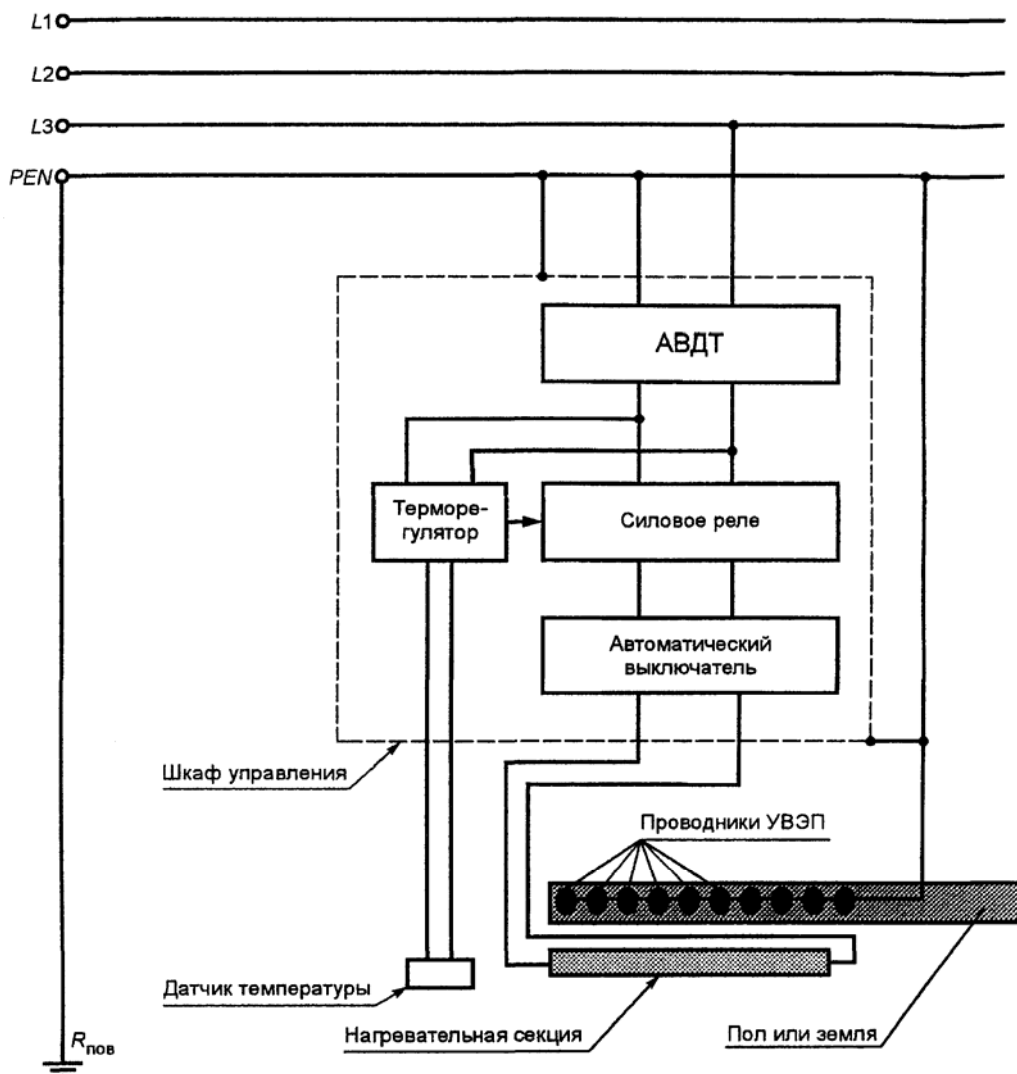 L1
L2
L3
PEN
АВДТ
Терморе-
гулятор
Силовое реле
Автоматический
выключатель
Шкаф управления
Проводники УВЭП
Датчик температуры
Нагревательная секция
Пол или земля
Rпов